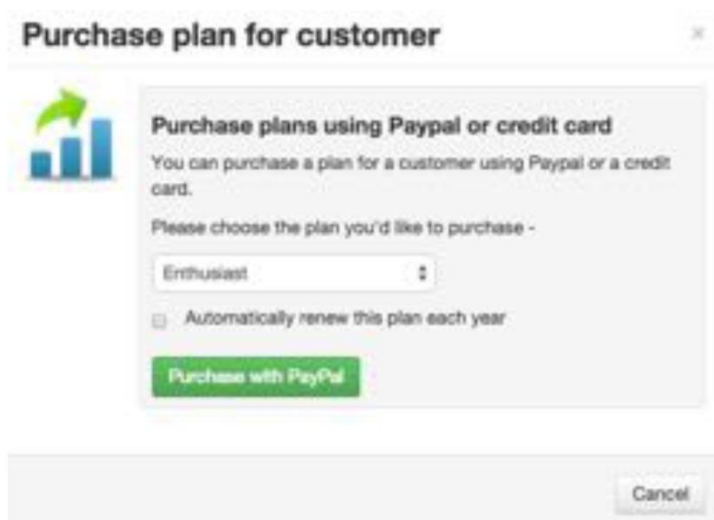 Purchase plan for customer
×
Purchase plans using Paypal or credit card
You can purchase a plan for a customer using Paypal or a credit
card.
Please choose the plan you'd like to purchase -
Enthusiast
Automatically renew this plan each year
Purchase with PayPal
Cancel